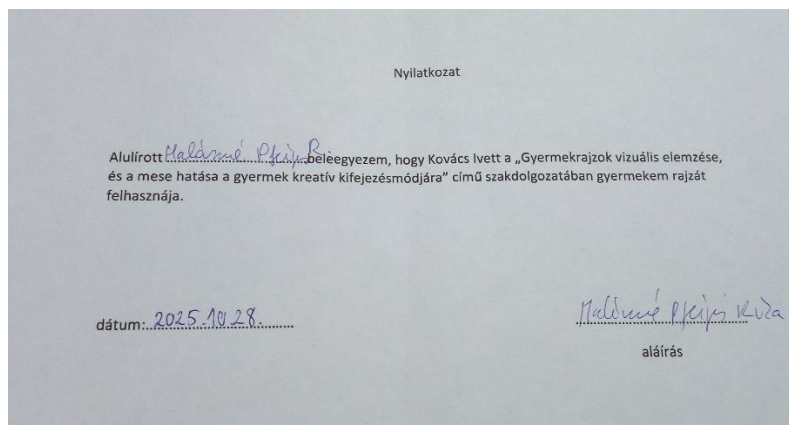 Nyilatkozat
Alulírott Halásné beleegyezem, hogy Kovács Ivett a „Gyermekrajzok vizuális elemzése,
és a mese hatása a gyermek kreatív kifejezésmódjára” című szakdolgozatában gyermekem rajzát
felhasználja.
dátum: 2025.10.28.
aláírás